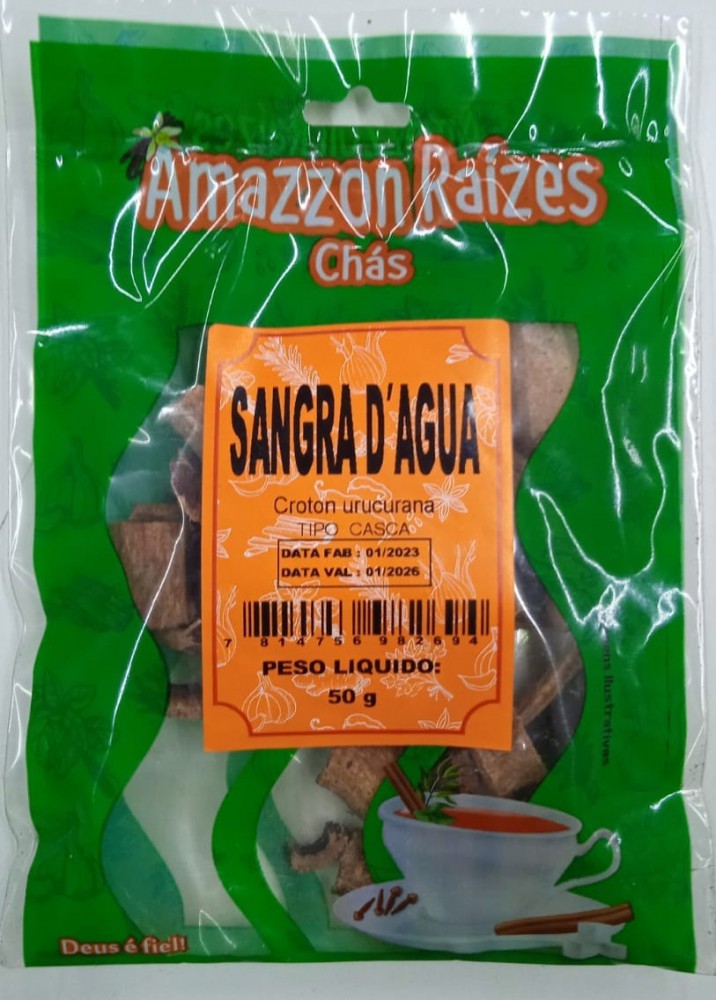 Amazzon Raízes
Chás
SANGRA D'AGUA
Croton urucurana
TIPO CASCA
DATA FAB : 01/2023
DATA VAL : 01/2026
7 814756 982694
PESO LIQUIDO:
50 g
ilustrativas
Deus é fiel!